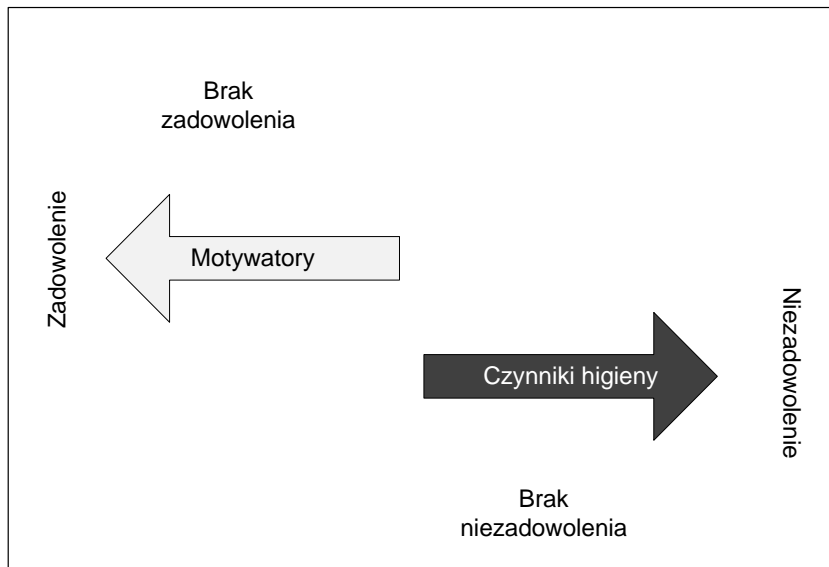 Brak
zadowolenia
Zadowolenie
Motywatory
Czynniki higieny
Niezadowolenie
Brak
niezadowolenia